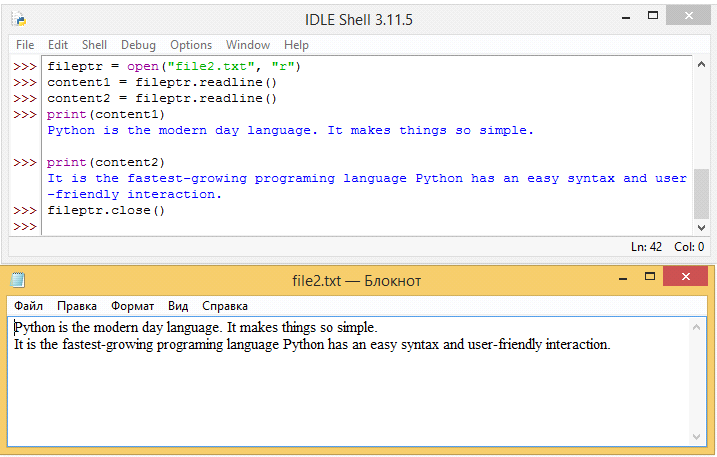 IDLE Shell 3.11.5
File Edit Shell Debug Options Window Help
>>> fileptr = open("file2.txt", "r")
>>> content1 = fileptr.readline()
>>> content2 = fileptr.readline()
>>> print(content1)
Python is the modern day language. It makes things so simple.
>>> print(content2)
It is the fastest-growing programing language Python has an easy syntax and user
-friendly interaction.
>>> fileptr.close()
>>>
Ln: 42 Col: 0
file2.txt — Блокнот
Файл Правка Формат Вид Справка
Python is the modern day language. It makes things so simple.
It is the fastest-growing programing language Python has an easy syntax and user-friendly interaction.